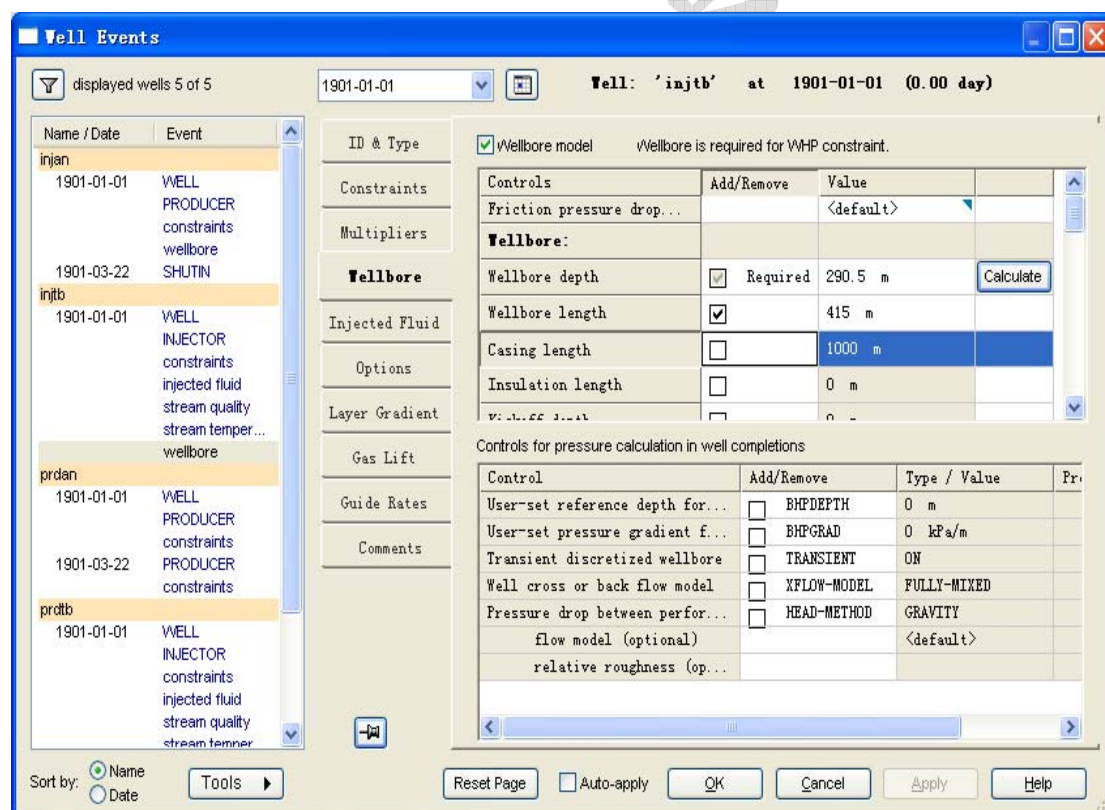 Well Events
displayed wells 5 of 5
1901-01-01
Well: 'injtb' at 1901-01-01 (0.00 day)
Name / Date Event
injan
1901-01-01 WELL
PRODUCER
constraints
wellbore
1901-03-22 SHUTIN
injtb
1901-01-01 WELL
INJECTOR
constraints
injected fluid
stream quality
stream temper...
wellbore
prdan
1901-01-01 WELL
PRODUCER
constraints
1901-03-22 PRODUCER
constraints
prdtb
1901-01-01 WELL
INJECTOR
constraints
injected fluid
stream quality
stream temper
ID & Type
Constraints
Multipliers
Wellbore
Injected Fluid
Options
Layer Gradient
Gas Lift
Guide Rates
Comments
Wellbore model Wellbore is required for WHP constraint.
Controls Add/Remove Value
Friction pressure drop... <default>
Wellbore:
Wellbore depth Required 290.5 m Calculate
Wellbore length 415 m
Casing length 1000 m
Insulation length 0 m
Kickoff depth 0 m
Controls for pressure calculation in well completions
Control Add/Remove Type / Value Pr
User-set reference depth for... BHPDEPTH 0 m
User-set pressure gradient f... BHPGRAD 0 kPa/m
Transient discretized wellbore TRANSIENT ON
Well cross or back flow model XFLOW-MODEL FULLY-MIXED
Pressure drop between perfor... HEAD-METHOD GRAVITY
flow model (optional) <default>
relative roughness (op...
Sort by: Name
Date
Tools
Reset Page Auto-apply OK Cancel Apply Help